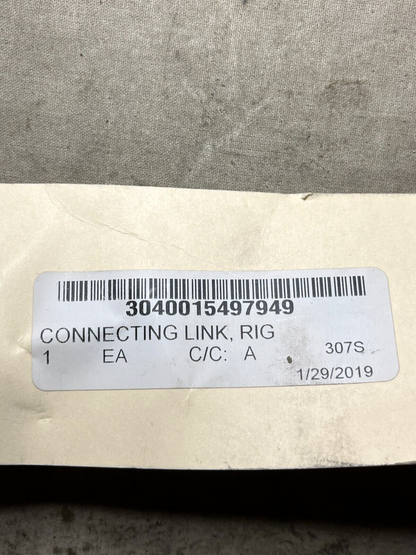 3040015497949
CONNECTING LINK, RIG
1 EA C/C: A 307S
1/29/2019